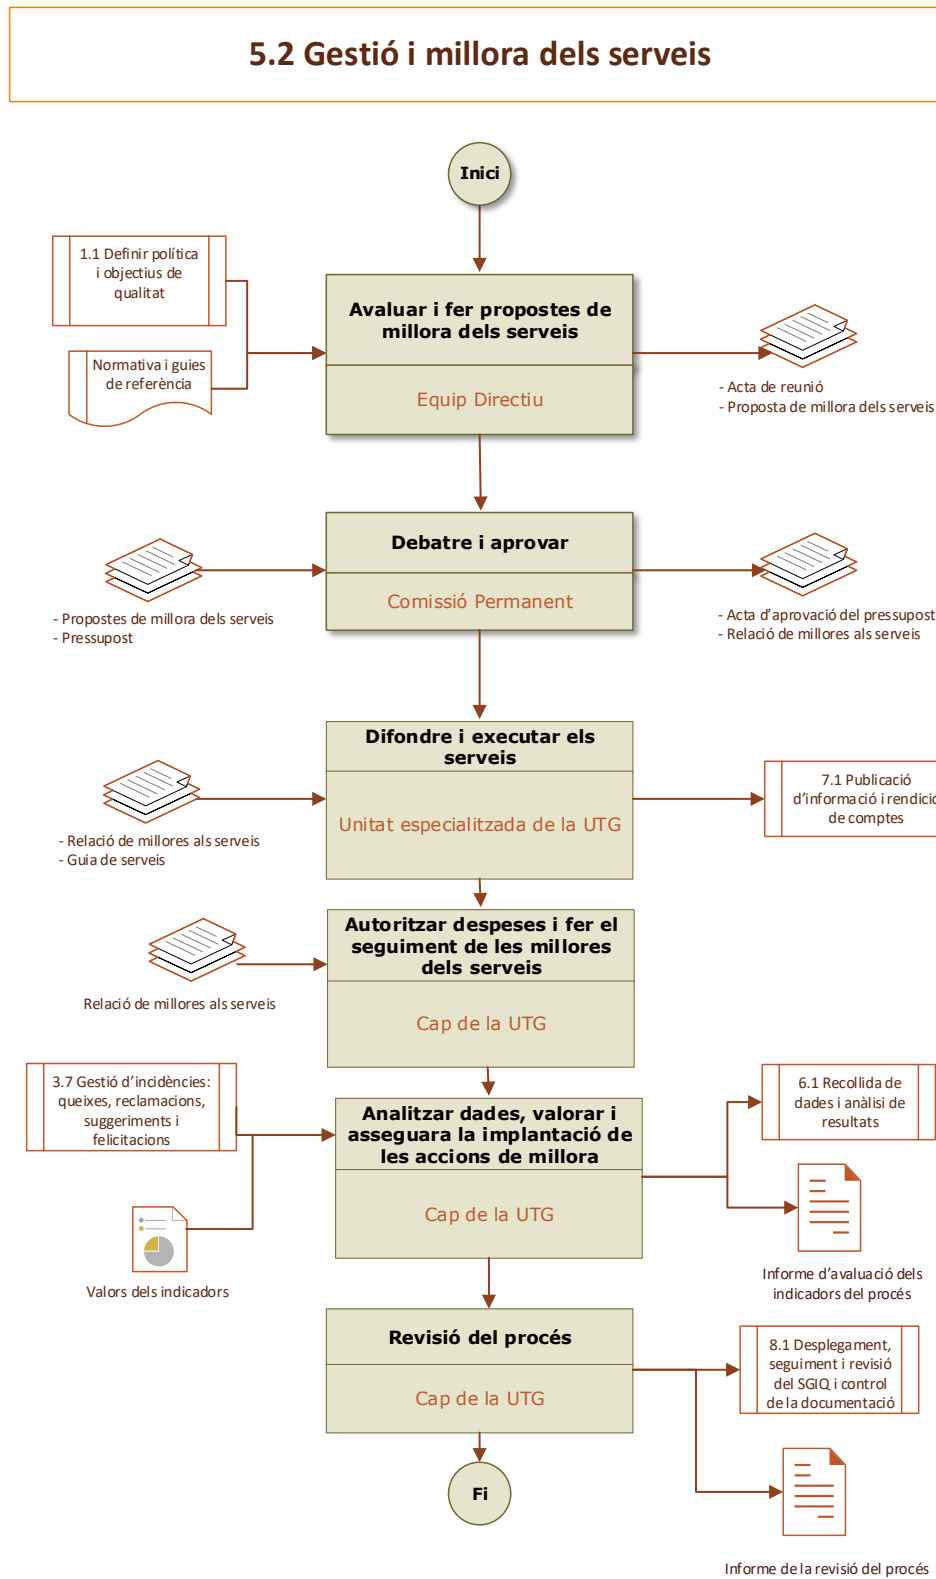 5.2 Gestió i millora dels serveis
Inici
1.1 Definir política
i objectius de
qualitat
Normativa i guies
de referència
Avaluar i fer propostes de
millora dels serveis
Equip Directiu
- Acta de reunió
- Proposta de millora dels serveis
Debatre i aprovar
Comissió Permanent
- Propostes de millora dels serveis
- Pressupost
- Acta d'aprovació del pressupost
- Relació de millores als serveis
Difondre i executar els
serveis
Unitat especialitzada de la UTG
- Relació de millores als serveis
- Guia de serveis
7.1 Publicació
d'informació i rendició
de comptes
Autoritzar despeses i fer el
seguiment de les millores
dels serveis
Cap de la UTG
Relació de millores als serveis
3.7 Gestió d'incidències:
queixes, reclamacions,
suggeriments i
felicitacions
Analitzar dades, valorar i
asseguara la implantació de
les accions de millora
Cap de la UTG
6.1 Recollida de
dades i anàlisi de
resultats
Valors dels indicadors
Informe d'avaluació dels
indicadors del procés
Revisió del procés
Cap de la UTG
8.1 Desplegament,
seguiment i revisió
del SGIQ i control
de la documentació
Fi
Informe de la revisió del procés